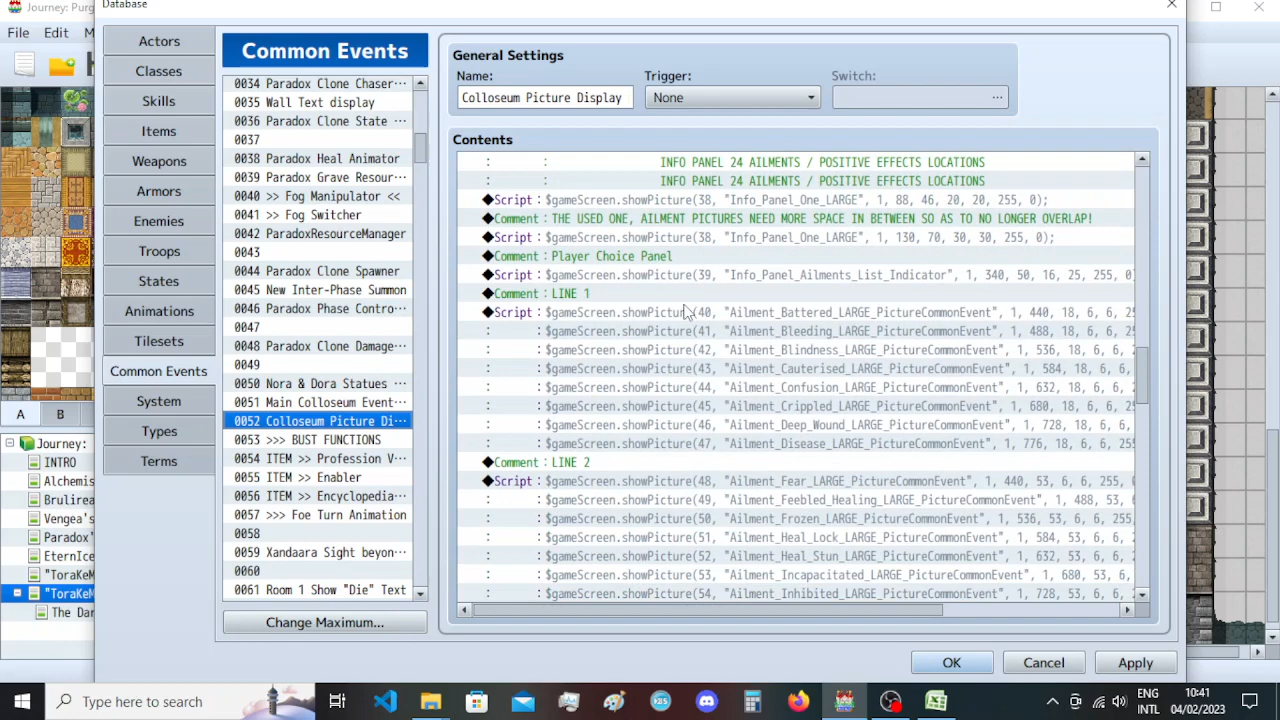 Journey: Purg
Database
File Edit M
Actors
Classes
Skills
Items
Weapons
Armors
Enemies
Troops
States
Animations
Tilesets
Common Events
System
Types
Terms
A B
Journey:
INTRO
Alchemis
Brulirea
Vengea's
Paradox'
EternIce
"ToraKeM
"ToraKeM
The Dar
Common Events
0034 Paradox Clone Chaser···
0035 Wall Text display
0036 Paradox Clone State ···
0037
0038 Paradox Heal Animator
0039 Paradox Grave Resour···
0040 >> Fog Manipulator <<
0041 >> Fog Switcher
0042 ParadoxResourceManager
0043
0044 Paradox Clone Spawner
0045 New Inter-Phase Summon
0046 Paradox Phase Contro···
0047
0048 Paradox Clone Damage···
0049
0050 Nora & Dora Statues ···
0051 Main Colloseum Event···
0052 Colloseum Picture Di···
0053 >>> BUST FUNCTIONS
0054 ITEM >> Profession V···
0055 ITEM >> Enabler
0056 ITEM >> Encyclopedia···
0057 >>> Foe Turn Animation
0058
0059 Xandaara Sight beyon···
0060
0061 Room 1 Show "Die" Text
Change Maximum...
General Settings
Name: Trigger: Switch:
Colloseum Picture Display None ...
Contents
: : INFO PANEL 24 AILMENTS / POSITIVE EFFECTS LOCATIONS
: : INFO PANEL 24 AILMENTS / POSITIVE EFFECTS LOCATIONS
◆Script：$gameScreen.showPicture(38, "Info_Panel_One_LARGE", 1, 88, 46, 20, 20, 255, 0);
◆Comment：THE USED ONE, AILMENT PICTURES NEED MORE SPACE IN BETWEEN SO AS TO NO LONGER OVERLAP!
◆Script：$gameScreen.showPicture(38, "Info_Panel_One_LARGE", 1, 130, 70, 30, 30, 255, 0);
◆Comment：Player Choice Panel
◆Script：$gameScreen.showPicture(39, "Info_Panel_Ailments_List_Indicator", 1, 340, 50, 16, 25, 255, 0)
◆Comment：LINE 1
◆Script：$gameScreen.showPicture(40, "Ailment_Battered_LARGE_PictureCommonEvent", 1, 440, 18, 6, 6, 25
: :$gameScreen.showPicture(41, "Ailment_Bleeding_LARGE_PictureCommonEvent", 1, 488, 18, 6, 6, 25
: :$gameScreen.showPicture(42, "Ailment_Blindness_LARGE_PictureCommonEvent", 1, 536, 18, 6, 6, 2
: :$gameScreen.showPicture(43, "Ailment_Cauterised_LARGE_PictureCommonEvent", 1, 584, 18, 6, 6,
: :$gameScreen.showPicture(44, "Ailment_Confusion_LARGE_PictureCommonEvent", 1, 632, 18, 6, 6, 2
: :$gameScreen.showPicture(45, "Ailment_Crippled_LARGE_PictureCommonEvent", 1, 680, 18, 6, 6, 25
: :$gameScreen.showPicture(46, "Ailment_Deep_Wound_LARGE_PictureCommonEvent", 1, 728, 18, 6, 6,
: :$gameScreen.showPicture(47, "Ailment_Disease_LARGE_PictureCommonEvent", 1, 776, 18, 6, 6, 255
◆Comment：LINE 2
◆Script：$gameScreen.showPicture(48, "Ailment_Fear_LARGE_PictureCommonEvent", 1, 440, 53, 6, 6, 255, 0
: :$gameScreen.showPicture(49, "Ailment_Feebled_Healing_LARGE_PictureCommonEvent", 1, 488, 53, 6
: :$gameScreen.showPicture(50, "Ailment_Frozen_LARGE_PictureCommonEvent", 1, 536, 53, 6, 6, 255,
: :$gameScreen.showPicture(51, "Ailment_Heal_Lock_LARGE_PictureCommonEvent", 1, 584, 53, 6, 6, 2
: :$gameScreen.showPicture(52, "Ailment_Heal_Stun_LARGE_PictureCommonEvent", 1, 632, 53, 6, 6, 2
: :$gameScreen.showPicture(53, "Ailment_Incapacitated_LARGE_PictureCommonEvent", 1, 680, 53, 6,
: :$gameScreen.showPicture(54, "Ailment_Inhibited_LARGE_PictureCommonEvent", 1, 728, 53, 6, 6, 2
OK Cancel Apply
Type here to search
ENG
INTL
10:41
04/02/2023